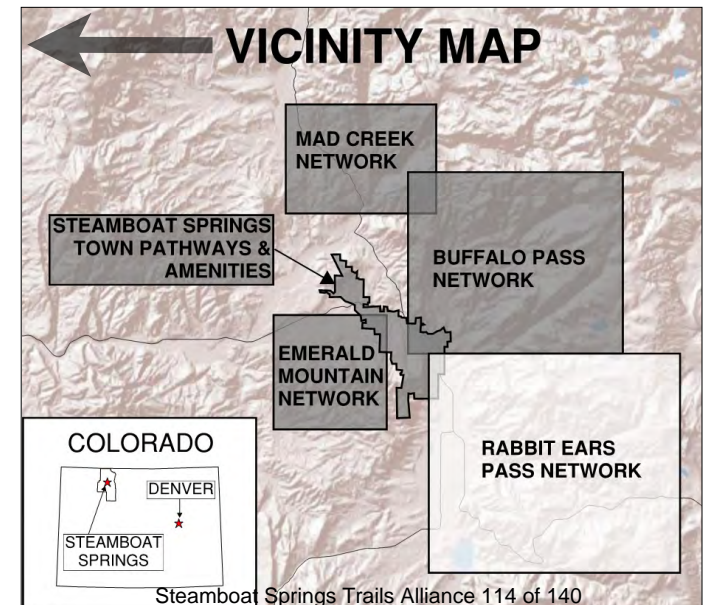 VICINITY MAP
MAD CREEK
NETWORK
STEAMBOAT SPRINGS
TOWN PATHWAYS &
AMENITIES
BUFFALO PASS
NETWORK
EMERALD
MOUNTAIN
NETWORK
RABBIT EARS
PASS NETWORK
COLORADO
DENVER
STEAMBOAT
SPRINGS
Steamboat Springs Trails Alliance 114 of 140